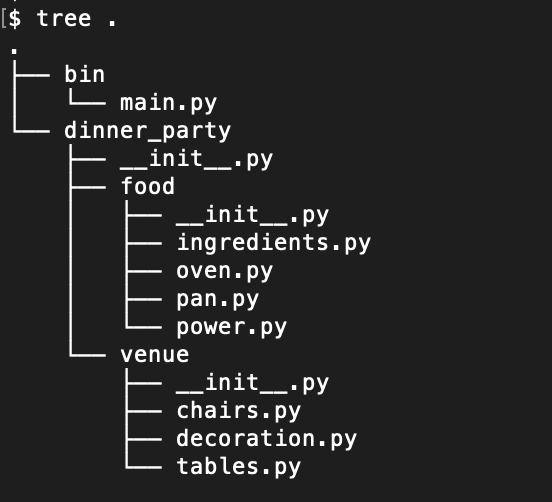 [$ tree .
.
├── bin
│   └── main.py
└── dinner_party
    ├── __init__.py
    ├── food
    │   ├── __init__.py
    │   ├── ingredients.py
    │   ├── oven.py
    │   ├── pan.py
    │   └── power.py
    └── venue
        ├── __init__.py
        ├── chairs.py
        ├── decoration.py
        └── tables.py